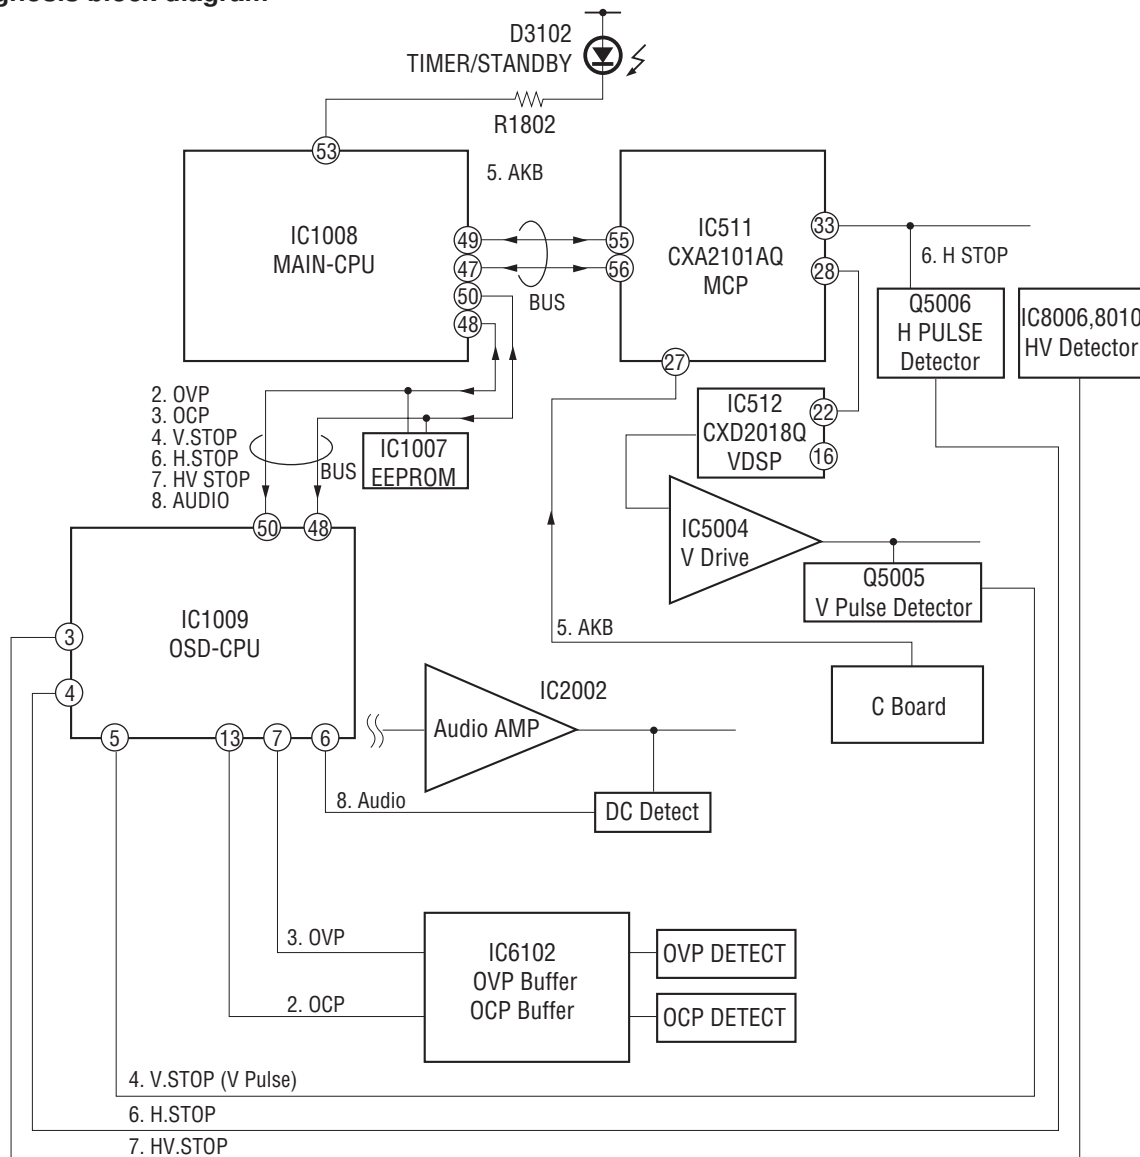 D3102
TIMER/STANDBY
R1802
53
5. AKB
IC1008
MAIN-CPU
49
47
50
48
BUS
55
56
IC511
CXA2101AQ
MCP
33
28
27
6. H STOP
Q5006
H PULSE
Detector
IC8006,8010
HV Detector
2. OVP
3. OCP
4. V.STOP
6. H.STOP
7. HV STOP
8. AUDIO
BUS
IC1007
EEPROM
IC512
CXD2018Q
VDSP
22
16
IC5004
V Drive
Q5005
V Pulse Detector
50
48
IC1009
OSD-CPU
3
4
5
13
7
6
5. AKB
C Board
IC2002
Audio AMP
8. Audio
DC Detect
3. OVP
2. OCP
IC6102
OVP Buffer
OCP Buffer
OVP DETECT
OCP DETECT
4. V.STOP (V Pulse)
6. H.STOP
7. HV.STOP